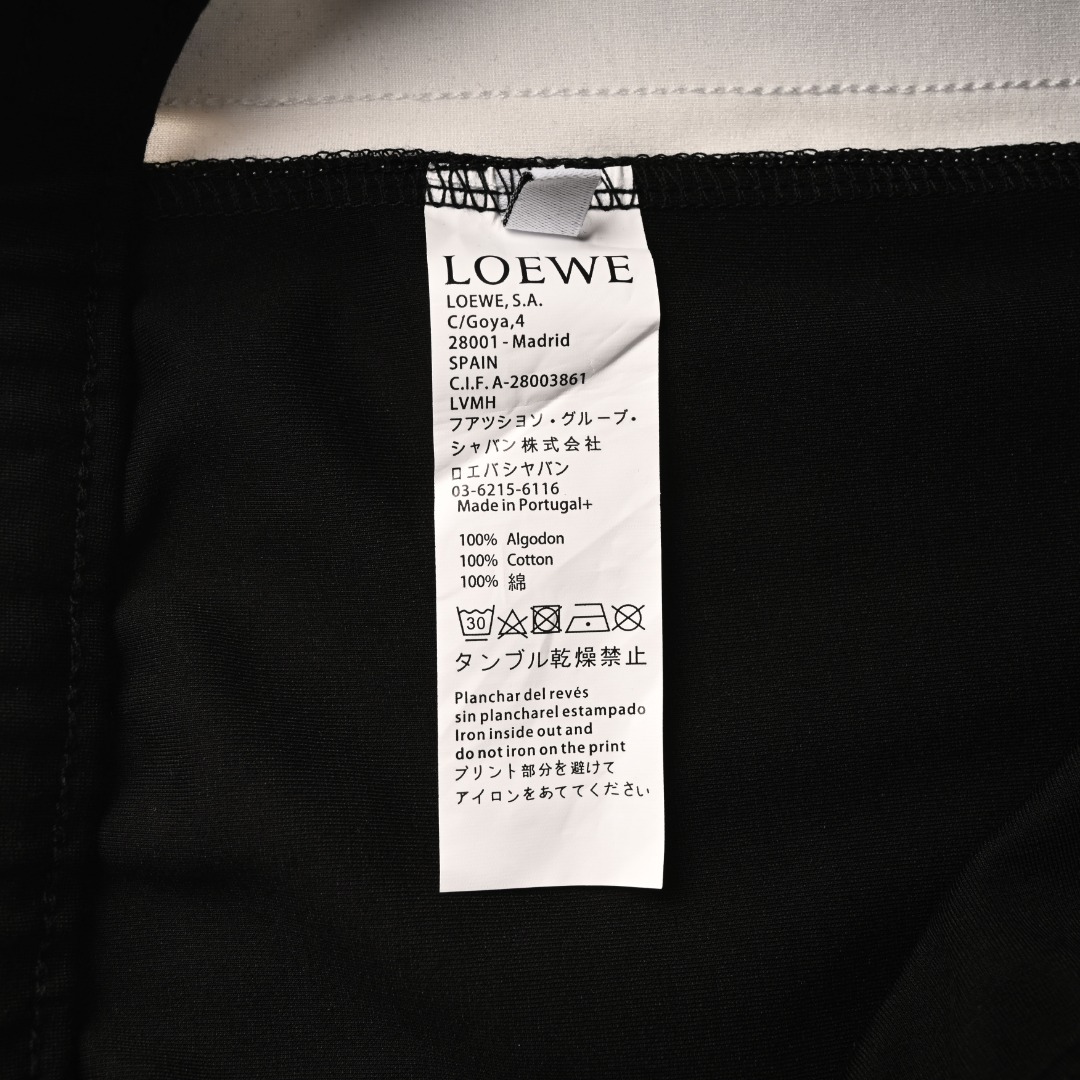 LOEWE
LOEWE, S.A.
C/Goya,4
28001 - Madrid
SPAIN
C.I.F. A-28003861
LVMH
フアツショソ・グループ・
シャバン株式会社
ロエバシヤバン
03-6215-6116
Made in Portugal+
100% Algodon
100% Cotton
100% 綿
30
タンブル乾燥禁止
Planchar del revés
sin plancharel estampado
Iron inside out and
do not iron on the print
プリント部分を避けて
アイロンをあててください